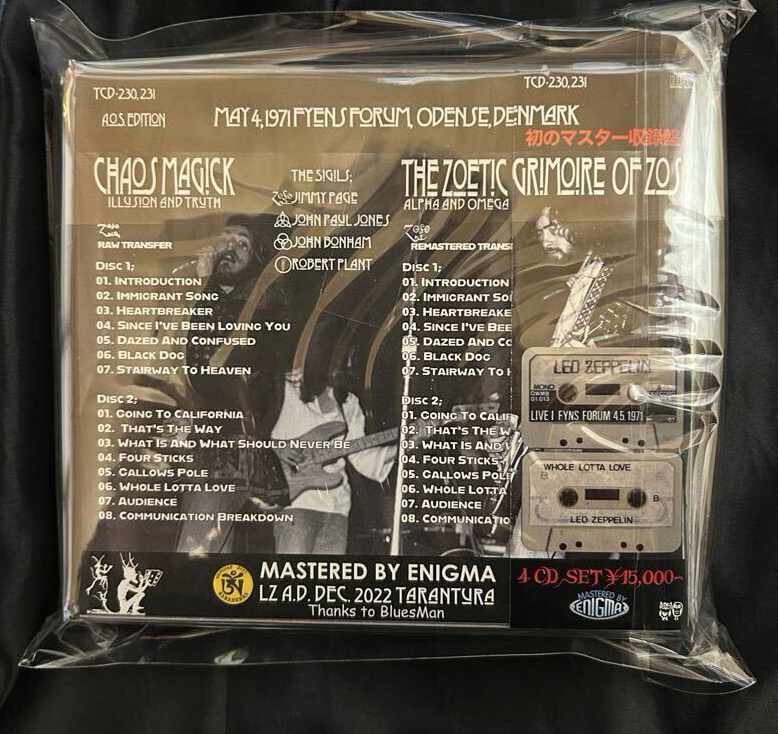 TCD-230,231
TCD-230,231
A.O.S. EDITION
MAY 4,1971 FYENS FORUM, ODENSE, DENMARK
初のマスター収録盤
CHAOS MAGICK
ILLUSION AND TRUTH
THE SIGILS;
JIMMY PAGE
JOHN PAUL JONES
JOHN BONHAM
ROBERT PLANT
THE ZOETIC GRIMOIRE OF ZOS
ALPHA AND OMEGA
RAW TRANSFER
DISC 1;
01. INTRODUCTION
02. IMMIGRANT SONG
03. HEARTBREAKER
04. SINCE I'VE BEEN LOVING YOU
05. DAZED AND CONFUSED
06. BLACK DOG
07. STAIRWAY TO HEAVEN
DISC 2;
01. GOING TO CALIFORNIA
02. THAT'S THE WAY
03. WHAT IS AND WHAT SHOULD NEVER BE
04. FOUR STICKS
05. GALLOWS POLE
06. WHOLE LOTTA LOVE
07. AUDIENCE
08. COMMUNICATION BREAKDOWN
REMASTERED TRANS
DISC 1;
01. INTRODUCTION
02. IMMIGRANT SO
03. HEARTBREAKE
04. SINCE I'VE BEE
05. DAZED AND CO
06. BLACK DOG
07. STAIRWAY TO H
DISC 2;
01. GOING TO CALIF
02. THAT'S THE W
03. WHAT IS AND
04. FOUR STICKS
05. GALLOWS POL
06. WHOLE LOTTA
07. AUDIENCE
08. COMMUNICATIO
LED ZEPPELIN
MONO
LIVE I FYNS FORUM 4.5.1971
WHOLE LOTTA LOVE
B
B
LED ZEPPELIN
MASTERED BY ENIGMA
LZ A.D. DEC. 2022 TARANTURA
Thanks to BluesMan
4 CD-SET ¥15,000-
MASTERED BY
ENIGMA